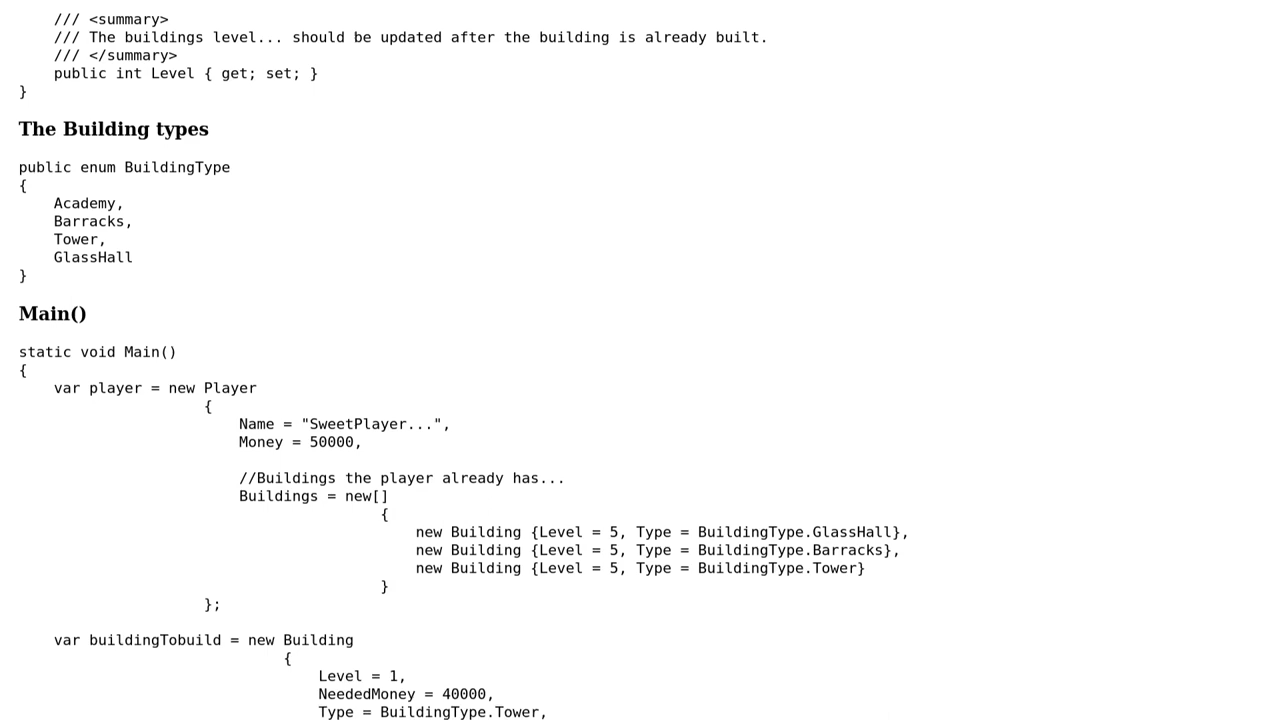 /// <summary>
/// The buildings level... should be updated after the building is already built.
/// </summary>
public int Level { get; set; }
}
The Building types
public enum BuildingType
{
Academy,
Barracks,
Tower,
GlassHall
}
Main()
static void Main()
{
var player = new Player
{
Name = "SweetPlayer...",
Money = 50000,
//Buildings the player already has...
Buildings = new[]
{
new Building {Level = 5, Type = BuildingType.GlassHall},
new Building {Level = 5, Type = BuildingType.Barracks},
new Building {Level = 5, Type = BuildingType.Tower}
}
};
var buildingTobuild = new Building
{
Level = 1,
NeededMoney = 40000,
Type = BuildingType.Tower,